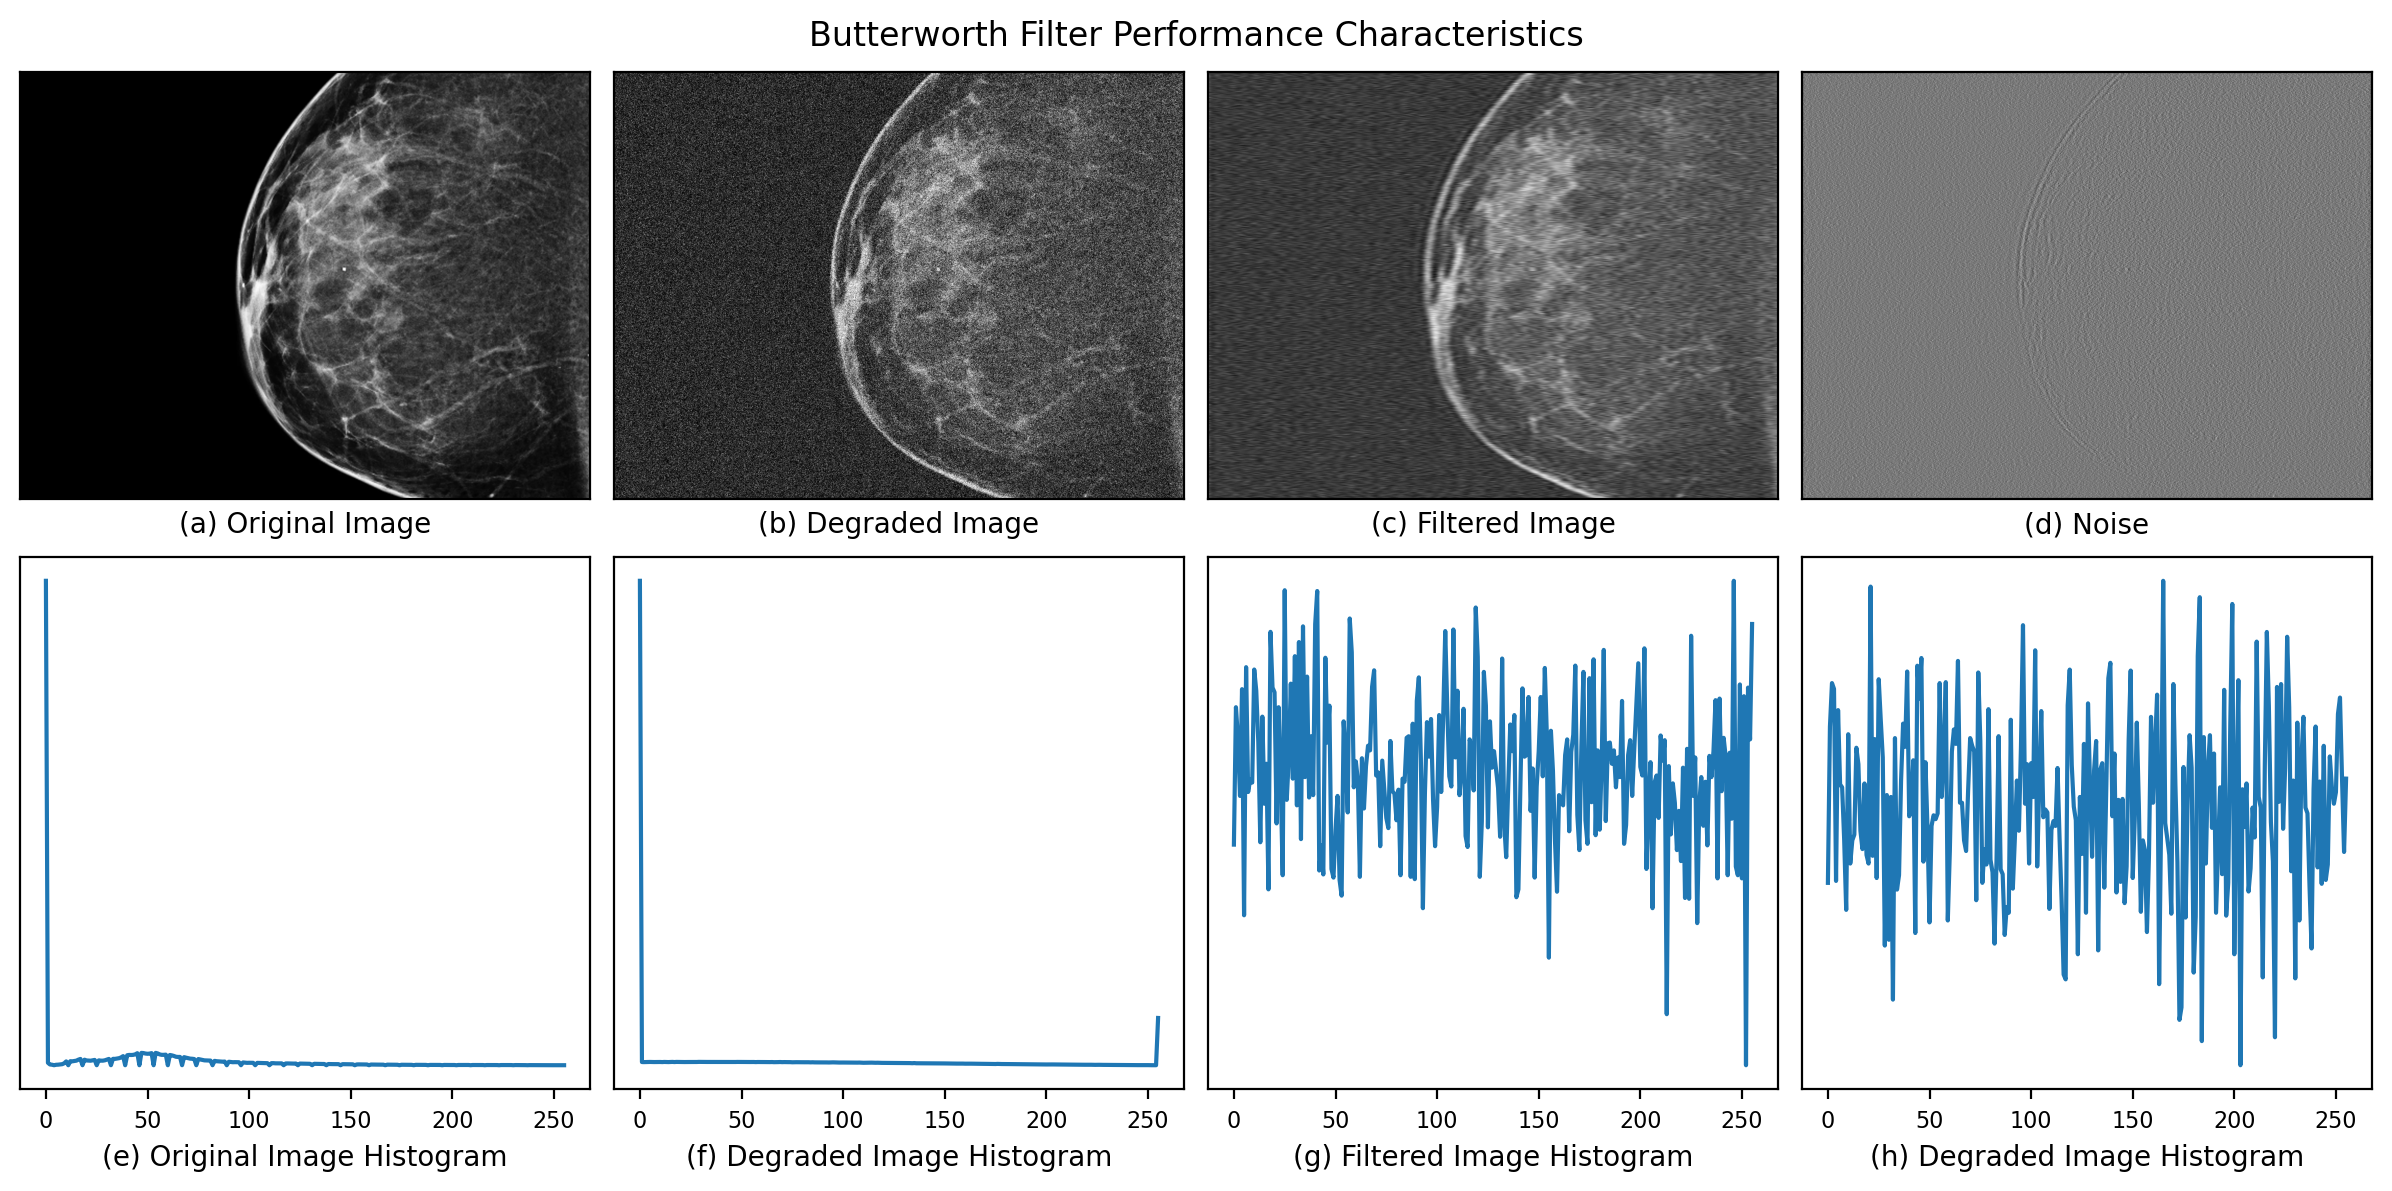 Butterworth Filter Performance Characteristics
(a) Original Image
(b) Degraded Image
(c) Filtered Image
(d) Noise
0 50 100 150 200 250
0 50 100 150 200 250
0 50 100 150 200 250
0 50 100 150 200 250
(e) Original Image Histogram
(f) Degraded Image Histogram
(g) Filtered Image Histogram
(h) Degraded Image Histogram